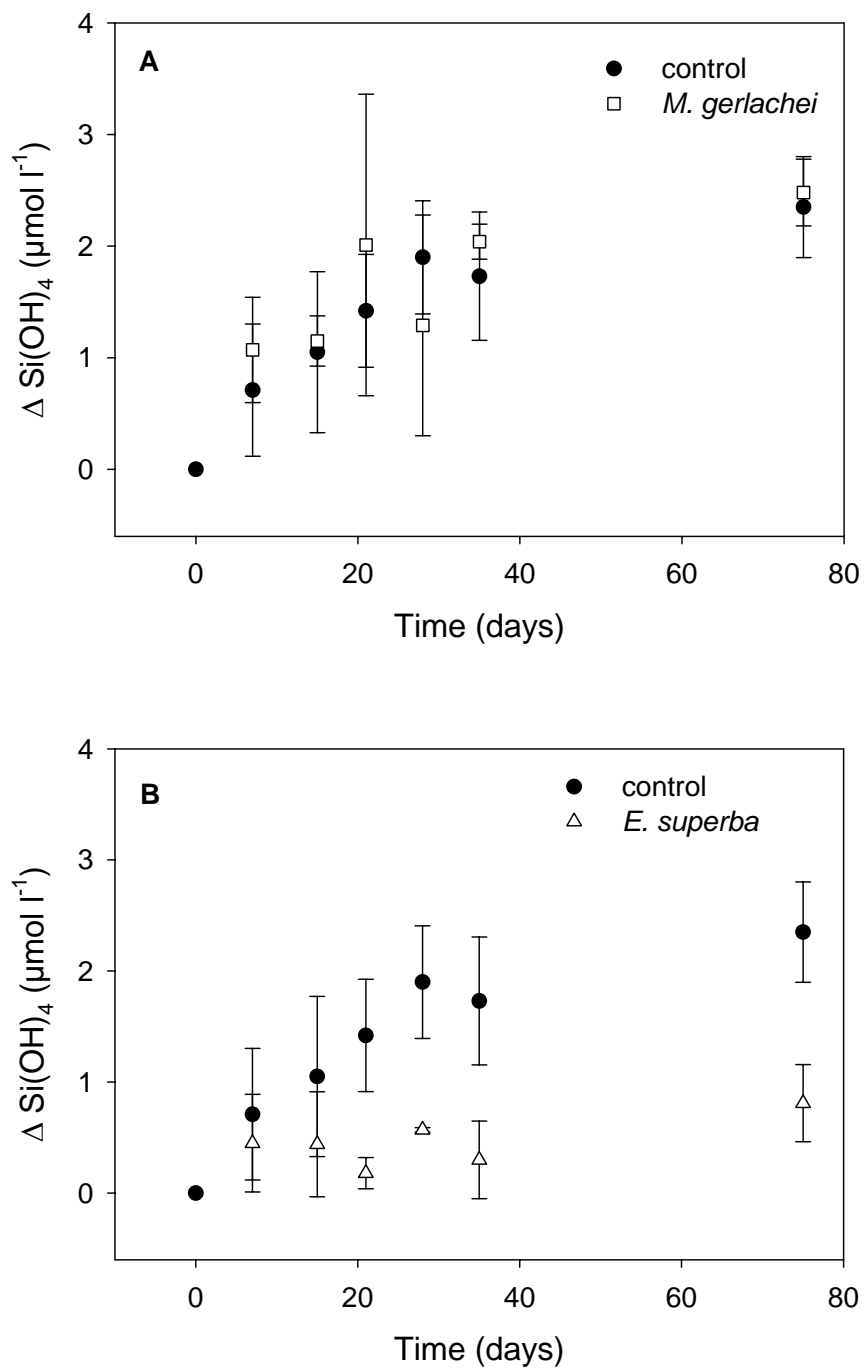 4
A
control
M. gerlachei
3
2
1
0
Δ Si(OH)4 (µmol l-1)
0 20 40 60 80
Time (days)
4
B
control
E. superba
3
2
1
0
Δ Si(OH)4 (µmol l-1)
0 20 40 60 80
Time (days)